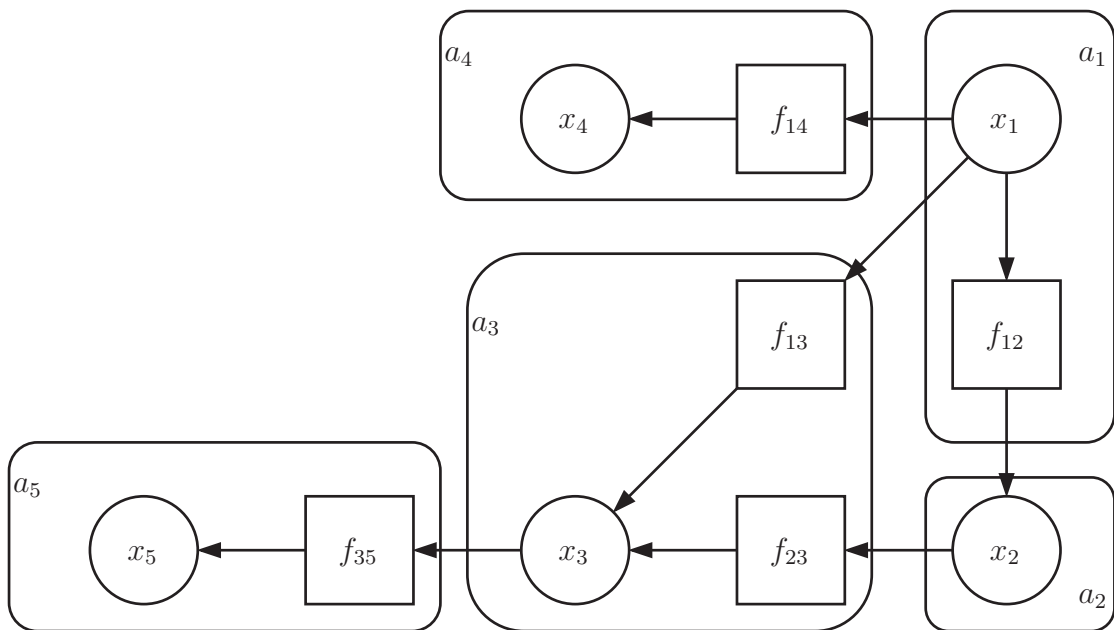 a₄
x₄
f₁₄
x₁
a₁
a₃
f₁₃
f₁₂
a₅
x₅
f₃₅
x₃
f₂₃
x₂
a₂